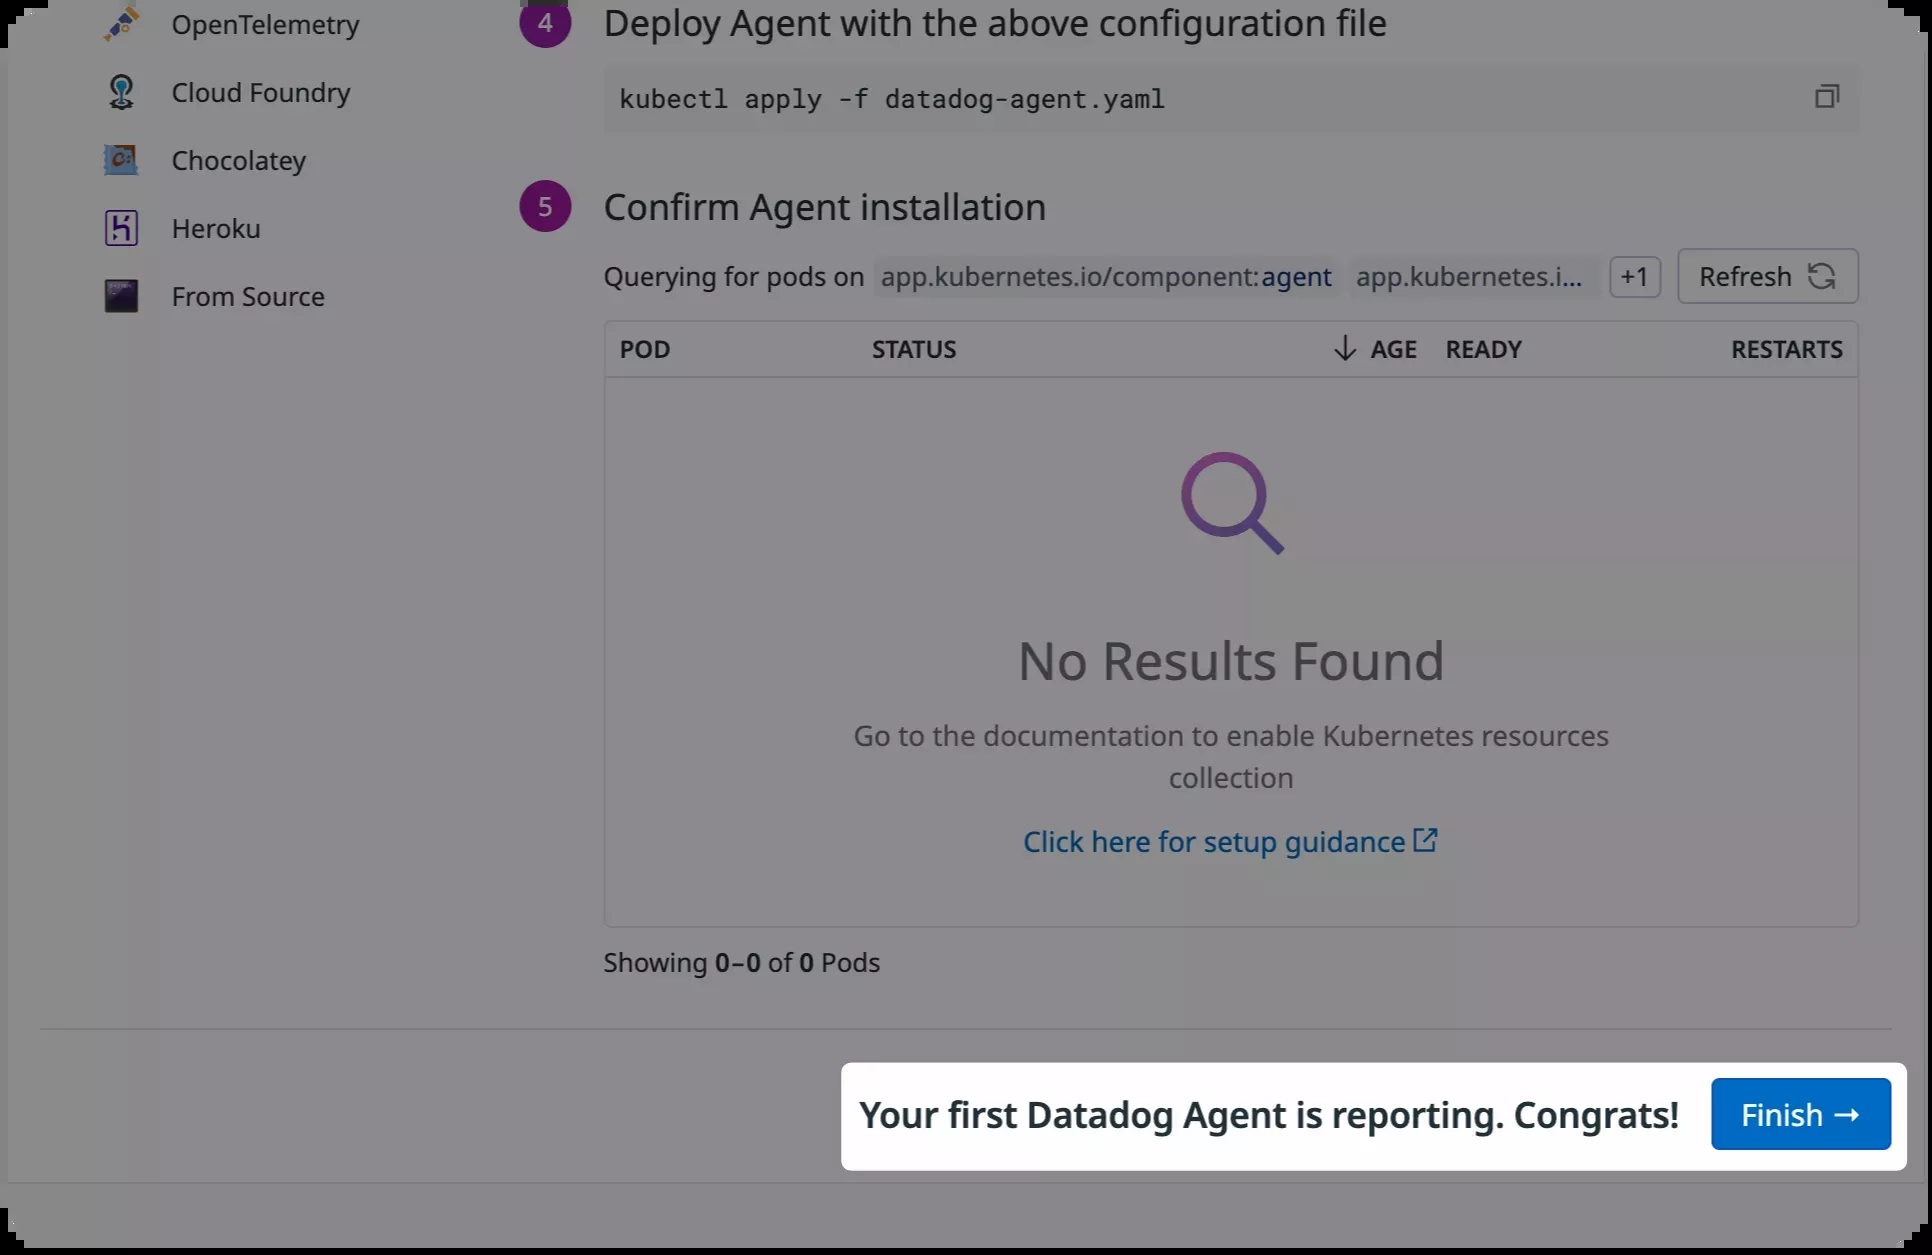 OpenTelemetry
Cloud Foundry
Chocolatey
Heroku
From Source
4
Deploy Agent with the above configuration file
kubectl apply -f datadog-agent.yaml
5
Confirm Agent installation
Querying for pods on app.kubernetes.io/component:agent app.kubernetes.i... +1 Refresh
POD STATUS ↓ AGE READY RESTARTS
No Results Found
Go to the documentation to enable Kubernetes resources
collection
Click here for setup guidance
Showing 0–0 of 0 Pods
Your first Datadog Agent is reporting. Congrats! Finish →